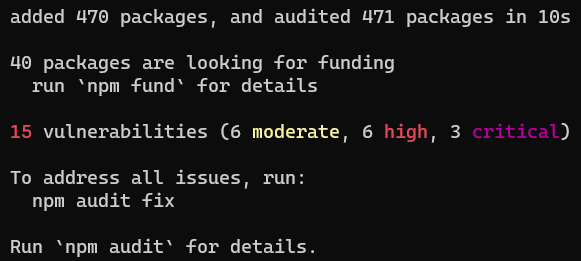 added 470 packages, and audited 471 packages in 10s
40 packages are looking for funding
run `npm fund` for details
15 vulnerabilities (6 moderate, 6 high, 3 critical)
To address all issues, run:
npm audit fix
Run `npm audit` for details.